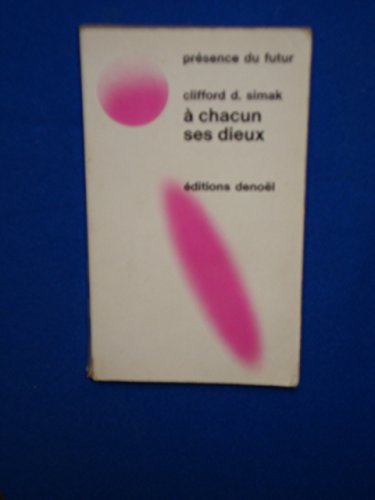 présence du futur
clifford d. simak
à chacun
ses dieux
éditions denoël